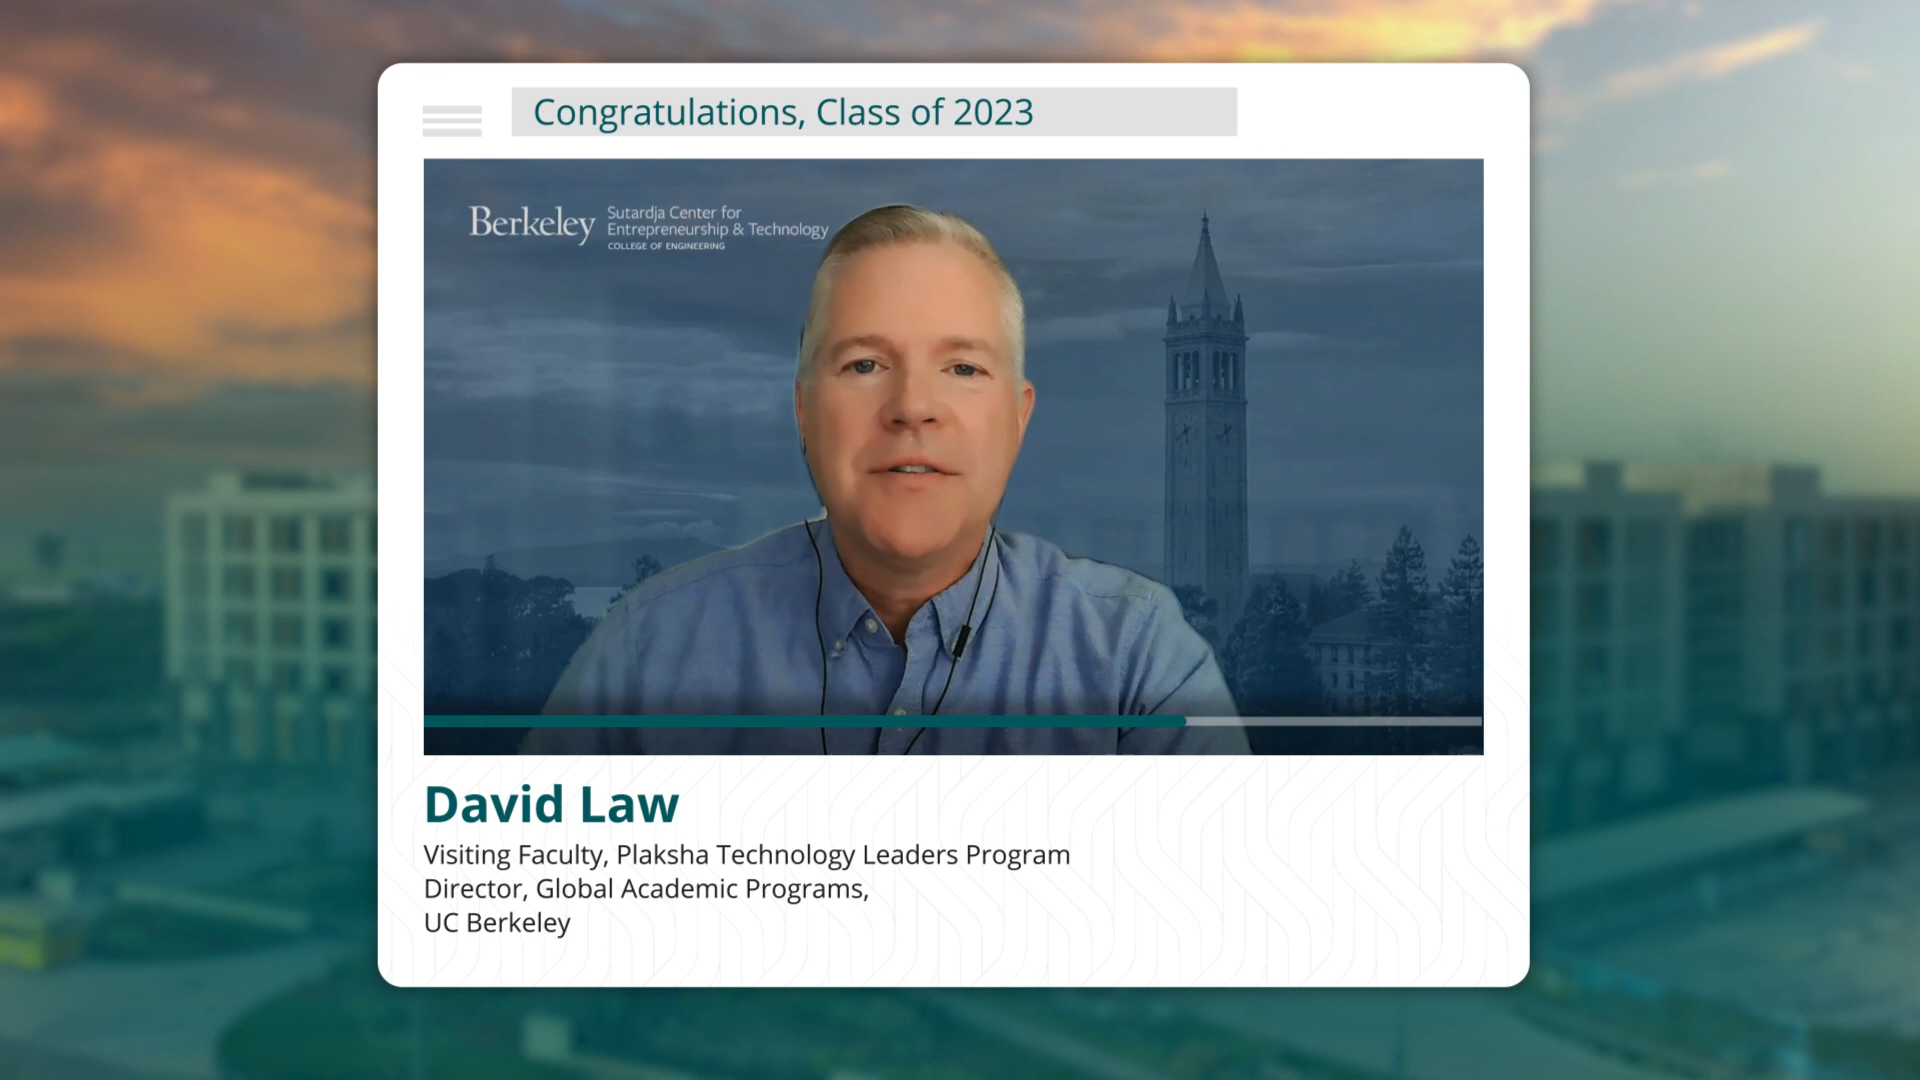 Congratulations, Class of 2023
Berkeley
Sutardja Center for
Entrepreneurship & Technology
COLLEGE OF ENGINEERING
David Law
Visiting Faculty, Plaksha Technology Leaders Program
Director, Global Academic Programs,
UC Berkeley